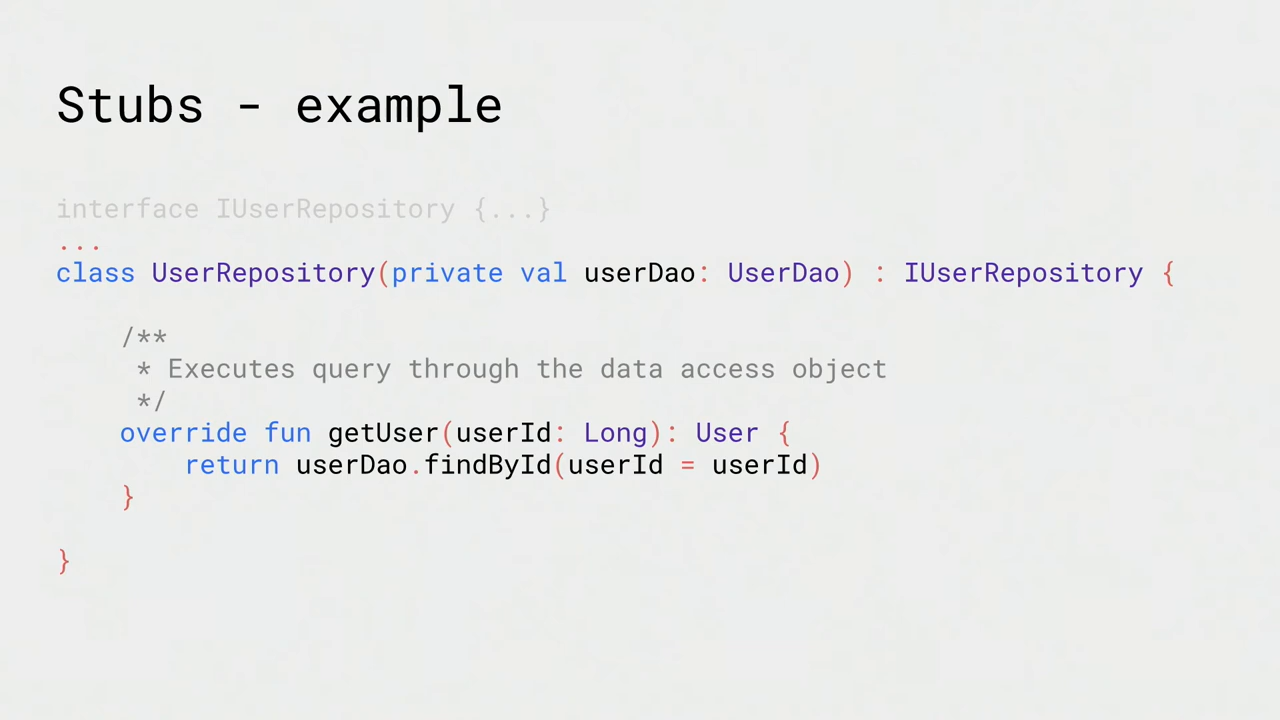 Stubs - example
interface IUserRepository {...}
...
class UserRepository(private val userDao: UserDao) : IUserRepository {
/**
* Executes query through the data access object
*/
override fun getUser(userId: Long): User {
return userDao.findById(userId = userId)
}
}